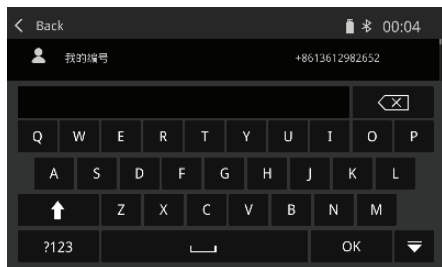 Back 00:04
我的编号 +8613612982652
Q W E R T Y U I O P
A S D F G H J K L
Z X C V B N M
?123 OK